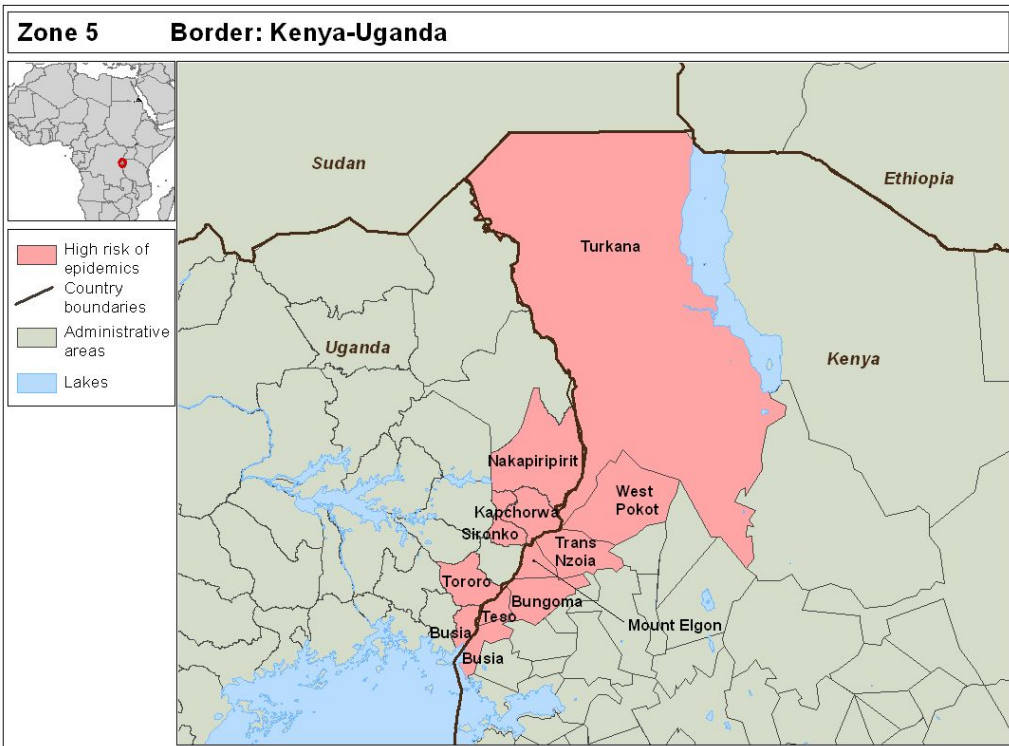 Zone 5 Border: Kenya-Uganda
High risk of
epidemics
Country
boundaries
Administrative
areas
Lakes
Sudan
Ethiopia
Turkana
Uganda
Kenya
Nakapiripirit
West
Pokot
Kapchorwa
Sironko
Trans
Nzoia
Tororo
Bungoma
Teso
Mount Elgon
Busia
Busia